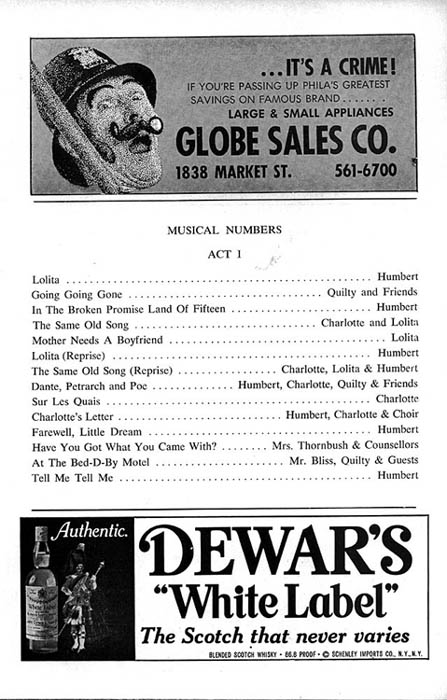 ...IT'S A CRIME!
IF YOU'RE PASSING UP PHILA'S GREATEST
SAVINGS ON FAMOUS BRAND.......
LARGE & SMALL APPLIANCES
GLOBE SALES CO.
1838 MARKET ST. 561-6700
MUSICAL NUMBERS
ACT 1
Lolita ........ Humbert
Going Going Gone ........ Quilty and Friends
In The Broken Promise Land Of Fifteen ........ Humbert
The Same Old Song ........ Charlotte and Lolita
Mother Needs A Boyfriend ........ Lolita
Lolita (Reprise) ........ Humbert
The Same Old Song (Reprise) ........ Charlotte, Lolita & Humbert
Dante, Petrarch and Poe ........ Humbert, Charlotte, Quilty & Friends
Sur Les Quais ........ Charlotte
Charlotte's Letter ........ Humbert, Charlotte & Choir
Farewell, Little Dream ........ Humbert
Have You Got What You Came With? ........ Mrs. Thornbush & Counsellors
At The Bed-D-By Motel ........ Mr. Bliss, Quilty & Guests
Tell Me Tell Me ........ Humbert
Authentic.
DEWAR'S
"White Label"
The Scotch that never varies
BLENDED SCOTCH WHISKY • 86.8 PROOF • © SCHENLEY IMPORTS CO., N.Y., N.Y.
White Label